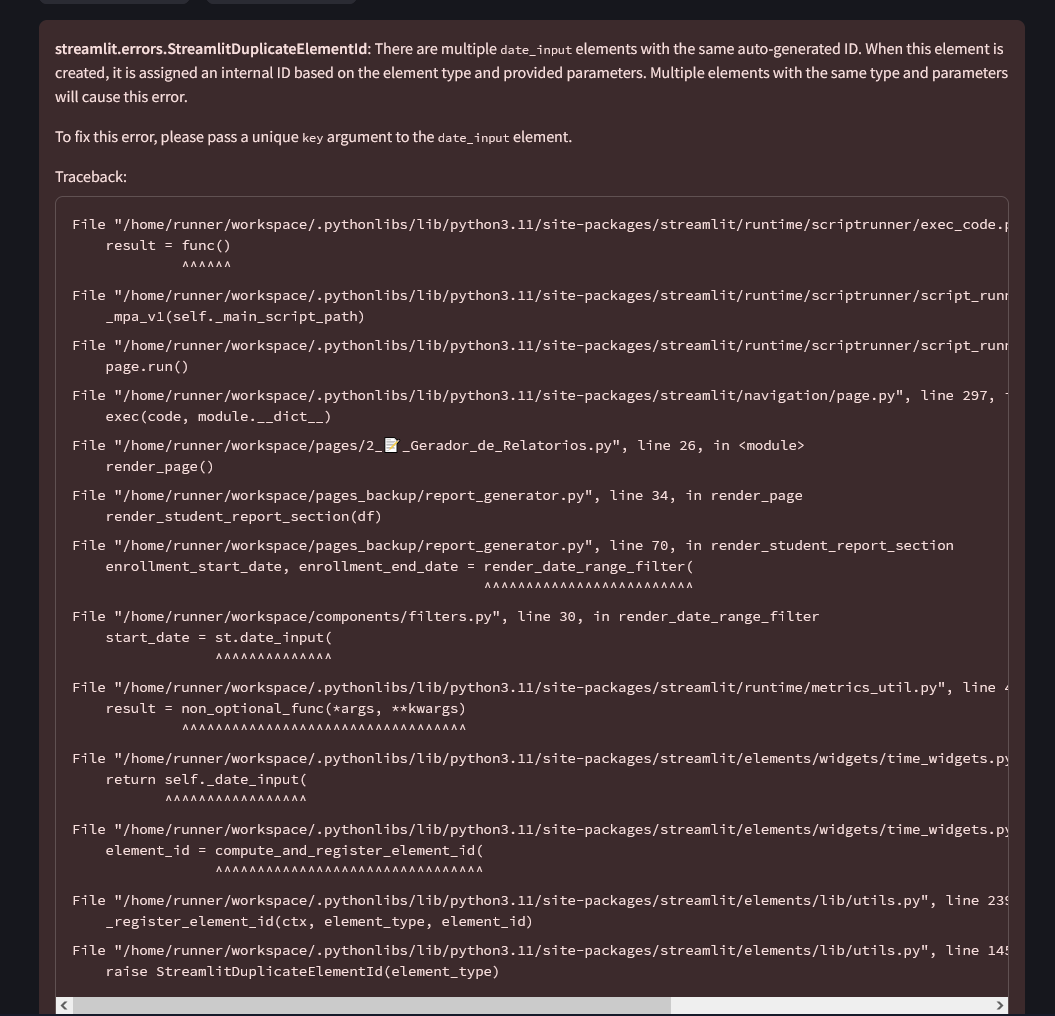 streamlit.errors.StreamlitDuplicateElementId: There are multiple date_input elements with the same auto-generated ID. When this element is
created, it is assigned an internal ID based on the element type and provided parameters. Multiple elements with the same type and parameters
will cause this error.
To fix this error, please pass a unique key argument to the date_input element.
Traceback:
File "/home/runner/workspace/.pythonlibs/lib/python3.11/site-packages/streamlit/runtime/scriptrunner/exec_code.p
result = func()
^^^^^^
File "/home/runner/workspace/.pythonlibs/lib/python3.11/site-packages/streamlit/runtime/scriptrunner/script_runn
_mpa_v1(self._main_script_path)
File "/home/runner/workspace/.pythonlibs/lib/python3.11/site-packages/streamlit/runtime/scriptrunner/script_runn
page.run()
File "/home/runner/workspace/.pythonlibs/lib/python3.11/site-packages/streamlit/navigation/page.py", line 297,
exec(code, module.__dict__)
File "/home/runner/workspace/pages/2_📝_Gerador_de_Relatorios.py", line 26, in <module>
render_page()
File "/home/runner/workspace/pages_backup/report_generator.py", line 34, in render_page
render_student_report_section(df)
File "/home/runner/workspace/pages_backup/report_generator.py", line 70, in render_student_report_section
enrollment_start_date, enrollment_end_date = render_date_range_filter(
^^^^^^^^^^^^^^^^^^^^^^^^^
File "/home/runner/workspace/components/filters.py", line 30, in render_date_range_filter
start_date = st.date_input(
^^^^^^^^^^^^^^
File "/home/runner/workspace/.pythonlibs/lib/python3.11/site-packages/streamlit/runtime/metrics_util.py", line 4
result = non_optional_func(*args, **kwargs)
^^^^^^^^^^^^^^^^^^^^^^^^^^^^^^^^^^
File "/home/runner/workspace/.pythonlibs/lib/python3.11/site-packages/streamlit/elements/widgets/time_widgets.py
return self._date_input(
^^^^^^^^^^^^^^^^^
File "/home/runner/workspace/.pythonlibs/lib/python3.11/site-packages/streamlit/elements/widgets/time_widgets.py
element_id = compute_and_register_element_id(
^^^^^^^^^^^^^^^^^^^^^^^^^^^^^^^^
File "/home/runner/workspace/.pythonlibs/lib/python3.11/site-packages/streamlit/elements/lib/utils.py", line 239
_register_element_id(ctx, element_type, element_id)
File "/home/runner/workspace/.pythonlibs/lib/python3.11/site-packages/streamlit/elements/lib/utils.py", line 145
raise StreamlitDuplicateElementId(element_type)